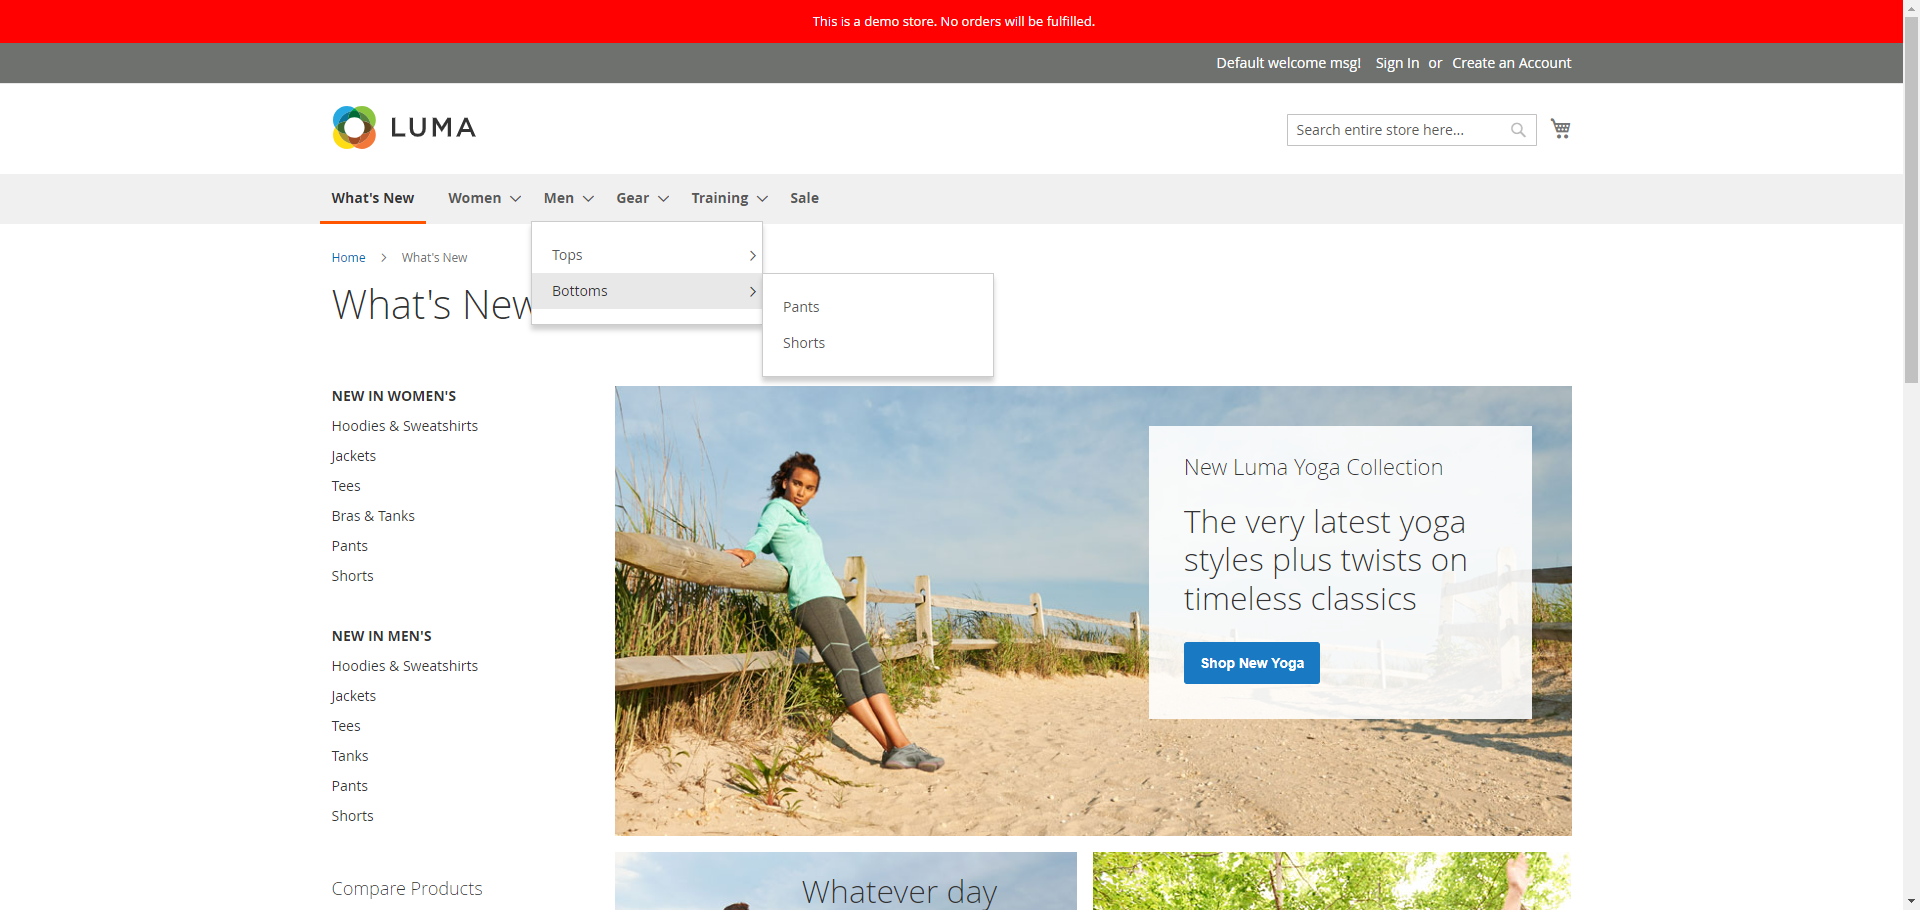 This is a demo store. No orders will be fulfilled.
Default welcome msg! Sign In or Create an Account
LUMA
Search entire store here...
What's New Women Men Gear Training Sale
Home What's New
Tops
Bottoms
Pants
Shorts
What's New
NEW IN WOMEN'S
Hoodies & Sweatshirts
Jackets
Tees
Bras & Tanks
Pants
Shorts
NEW IN MEN'S
Hoodies & Sweatshirts
Jackets
Tees
Tanks
Pants
Shorts
Compare Products
New Luma Yoga Collection
The very latest yoga
styles plus twists on
timeless classics
Shop New Yoga
Whatever day